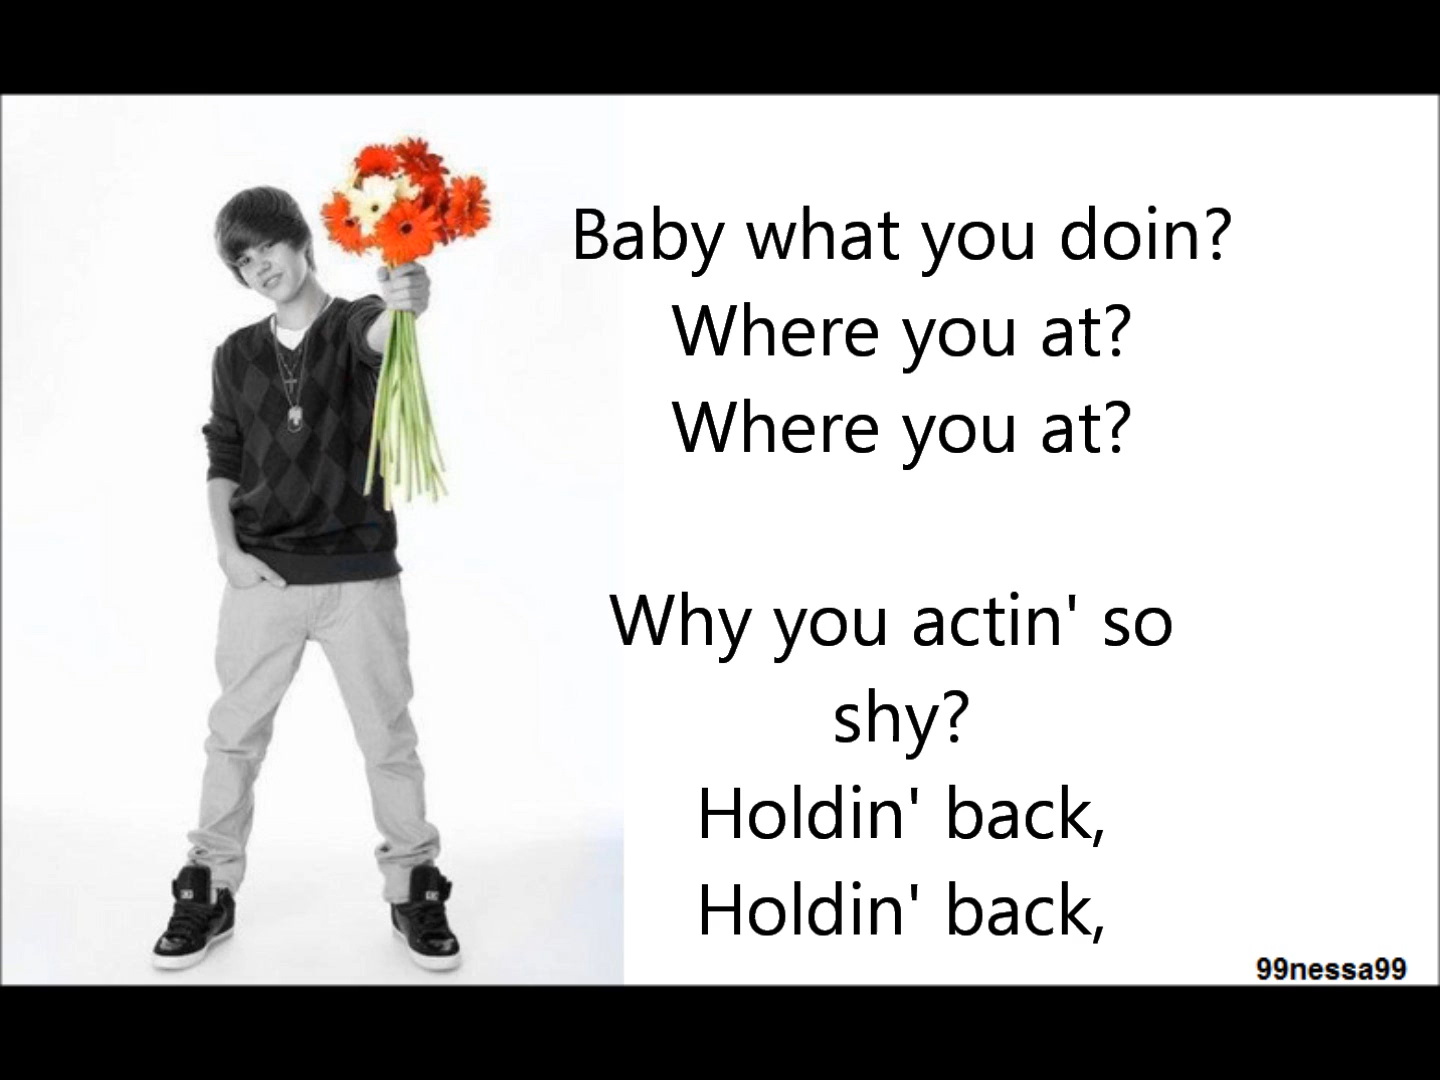 Baby what you doin?
Where you at?
Where you at?
Why you actin' so
shy?
Holdin' back,
Holdin' back,
99nessa99